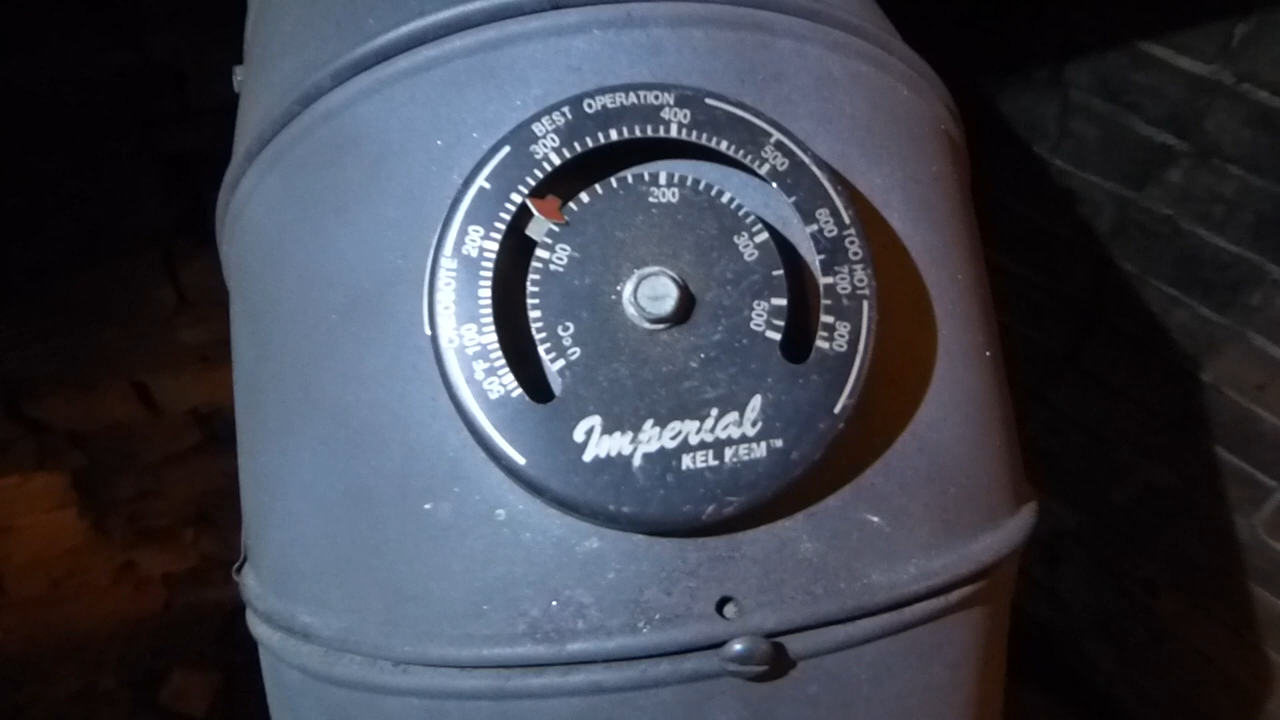 BEST OPERATION
CREOSOTE
TOO HOT
50°F 100 200 300 400 500 600 700 900
0°C 100 200 300 500
Imperial
KEL KEM™